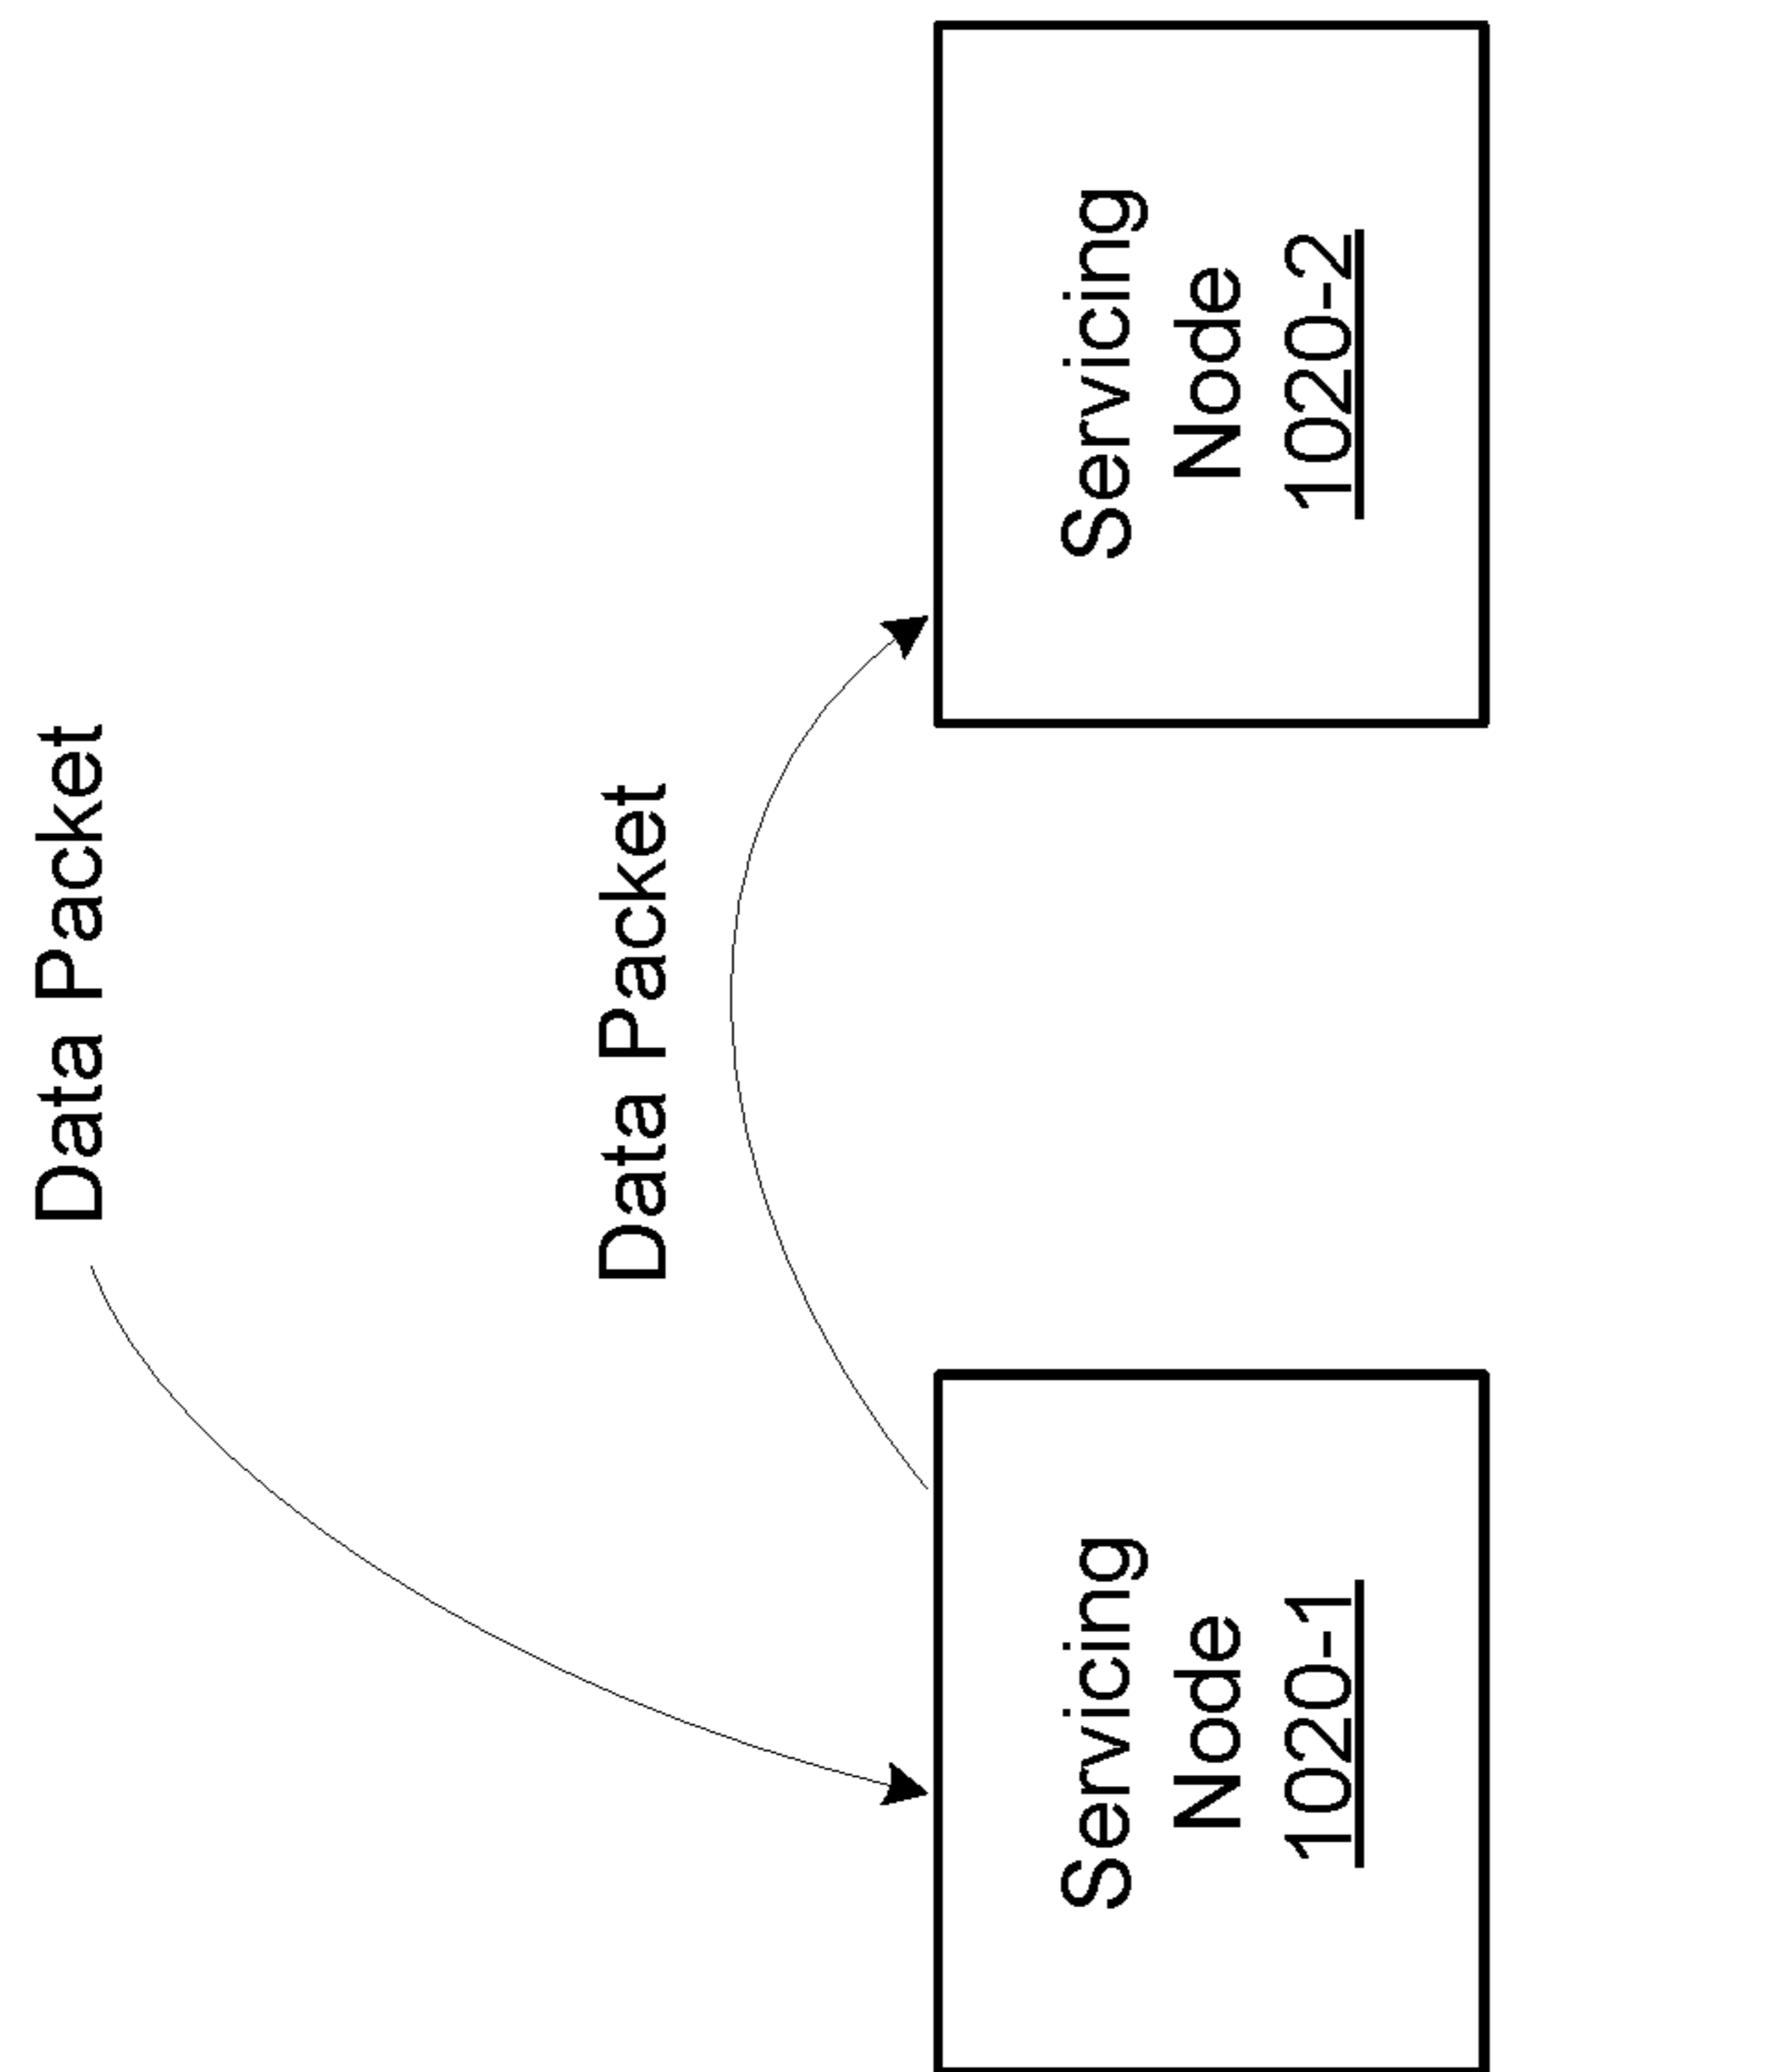 Data Packet
Data Packet
Servicing
Node
1020-1
Servicing
Node
1020-2